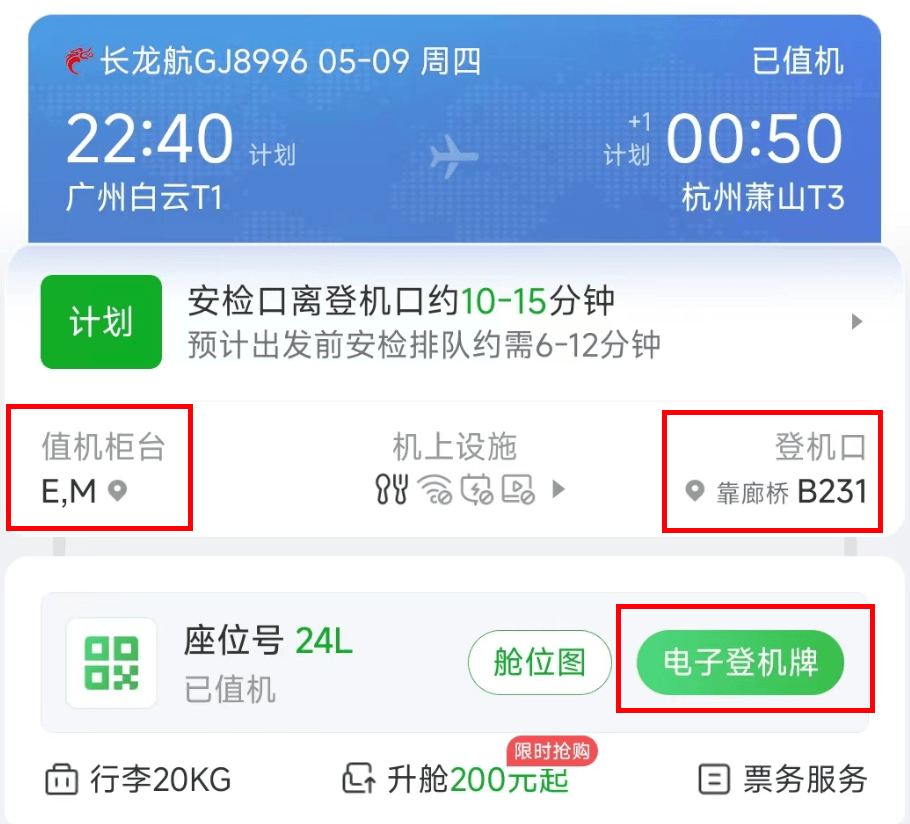 长龙航GJ8996 05-09 周四 已值机
22:40 计划 +1 计划 00:50
广州白云T1 杭州萧山T3
计划
安检口离登机口约10-15分钟
预计出发前安检排队约需6-12分钟
值机柜台 机上设施 登机口
E,M 靠廊桥 B231
座位号 24L
已值机
舱位图
电子登机牌
限时抢购
行李20KG 升舱200元起 票务服务